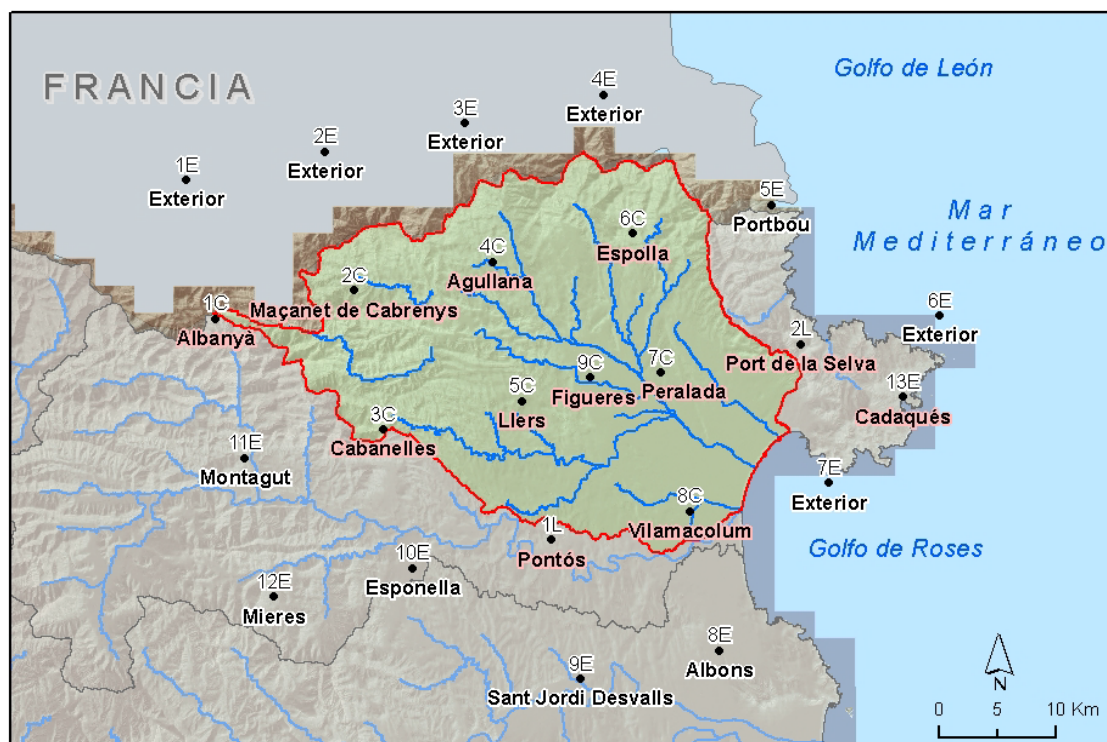 Golfo de León
FRANCIA
4E
Exterior
3E
Exterior
2E
Exterior
1E
Exterior
5E
Portbou
Mar
Mediterráneo
6C
Espolla
4C
Agullana
2C
Maçanet de Cabrenys
1C
Albanyà
6E
Exterior
2L
Port de la Selva
9C
Figueres
7C
Peralada
5C
Llers
13E
Cadaqués
3C
Cabanelles
11E
Montagut
7E
Exterior
8C
Vilamacolum
1L
Pontós
Golfo de Roses
10E
Esponella
12E
Mieres
8E
Albons
9E
Sant Jordi Desvalls
N
0 5 10 Km